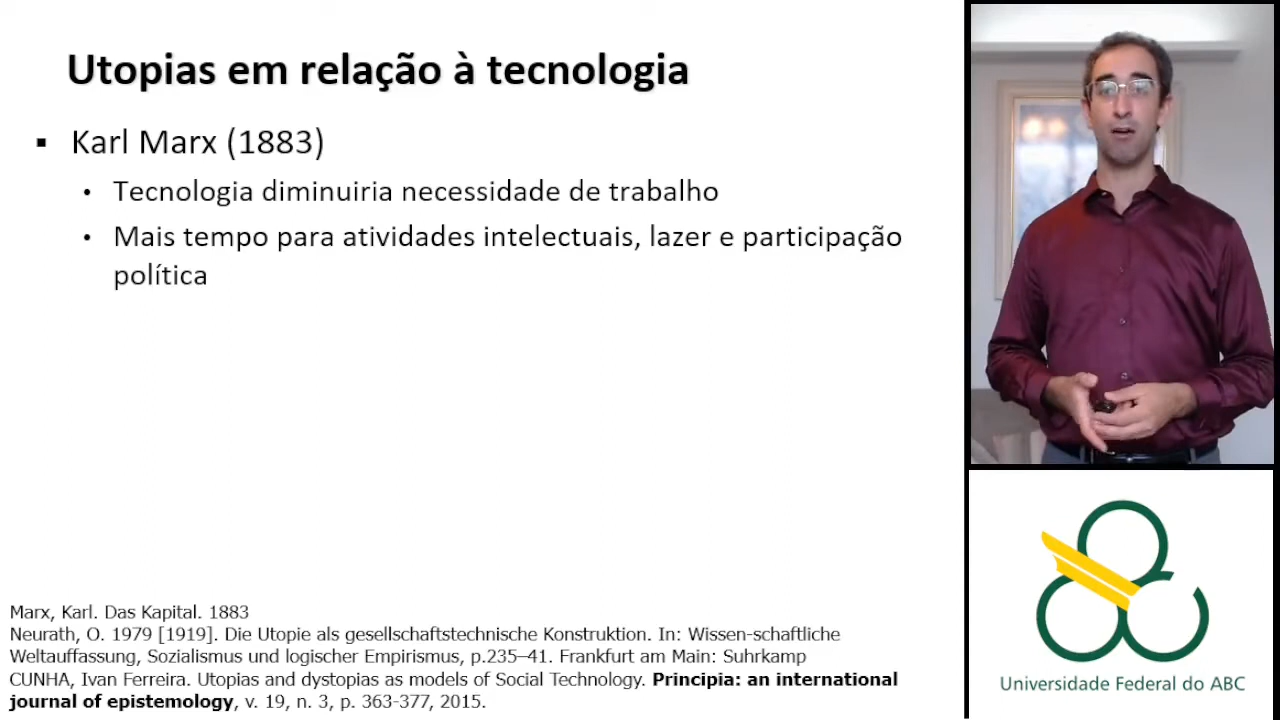 Utopias em relação à tecnologia
▪ Karl Marx (1883)
• Tecnologia diminuiria necessidade de trabalho
• Mais tempo para atividades intelectuais, lazer e participação
política
Marx, Karl. Das Kapital. 1883
Neurath, O. 1979 [1919]. Die Utopie als gesellschaftstechnische Konstruktion. In: Wissen-schaftliche
Weltauffassung, Sozialismus und logischer Empirismus, p.235–41. Frankfurt am Main: Suhrkamp
CUNHA, Ivan Ferreira. Utopias and dystopias as models of Social Technology. Principia: an international
journal of epistemology, v. 19, n. 3, p. 363-377, 2015.
Universidade Federal do ABC